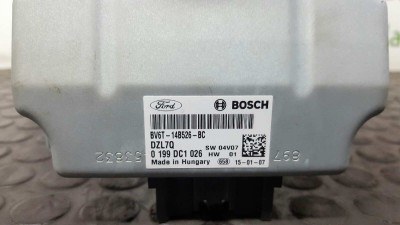 Ford
BOSCH
BV6T-14B526-BC
DZL7Q
SW 04V07
0 199 DC1 026
HW 01
Made in Hungary
858
15-01-07